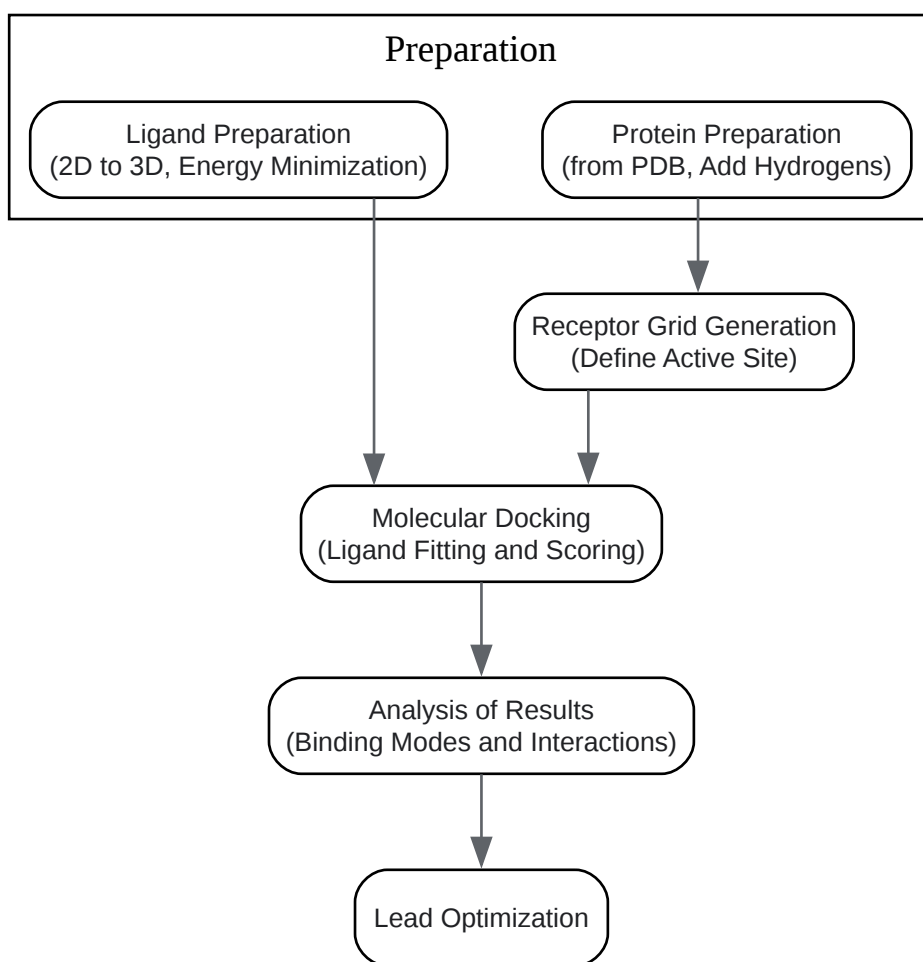 Preparation
Ligand Preparation
(2D to 3D, Energy Minimization)
Protein Preparation
(from PDB, Add Hydrogens)
Receptor Grid Generation
(Define Active Site)
Molecular Docking
(Ligand Fitting and Scoring)
Analysis of Results
(Binding Modes and Interactions)
Lead Optimization